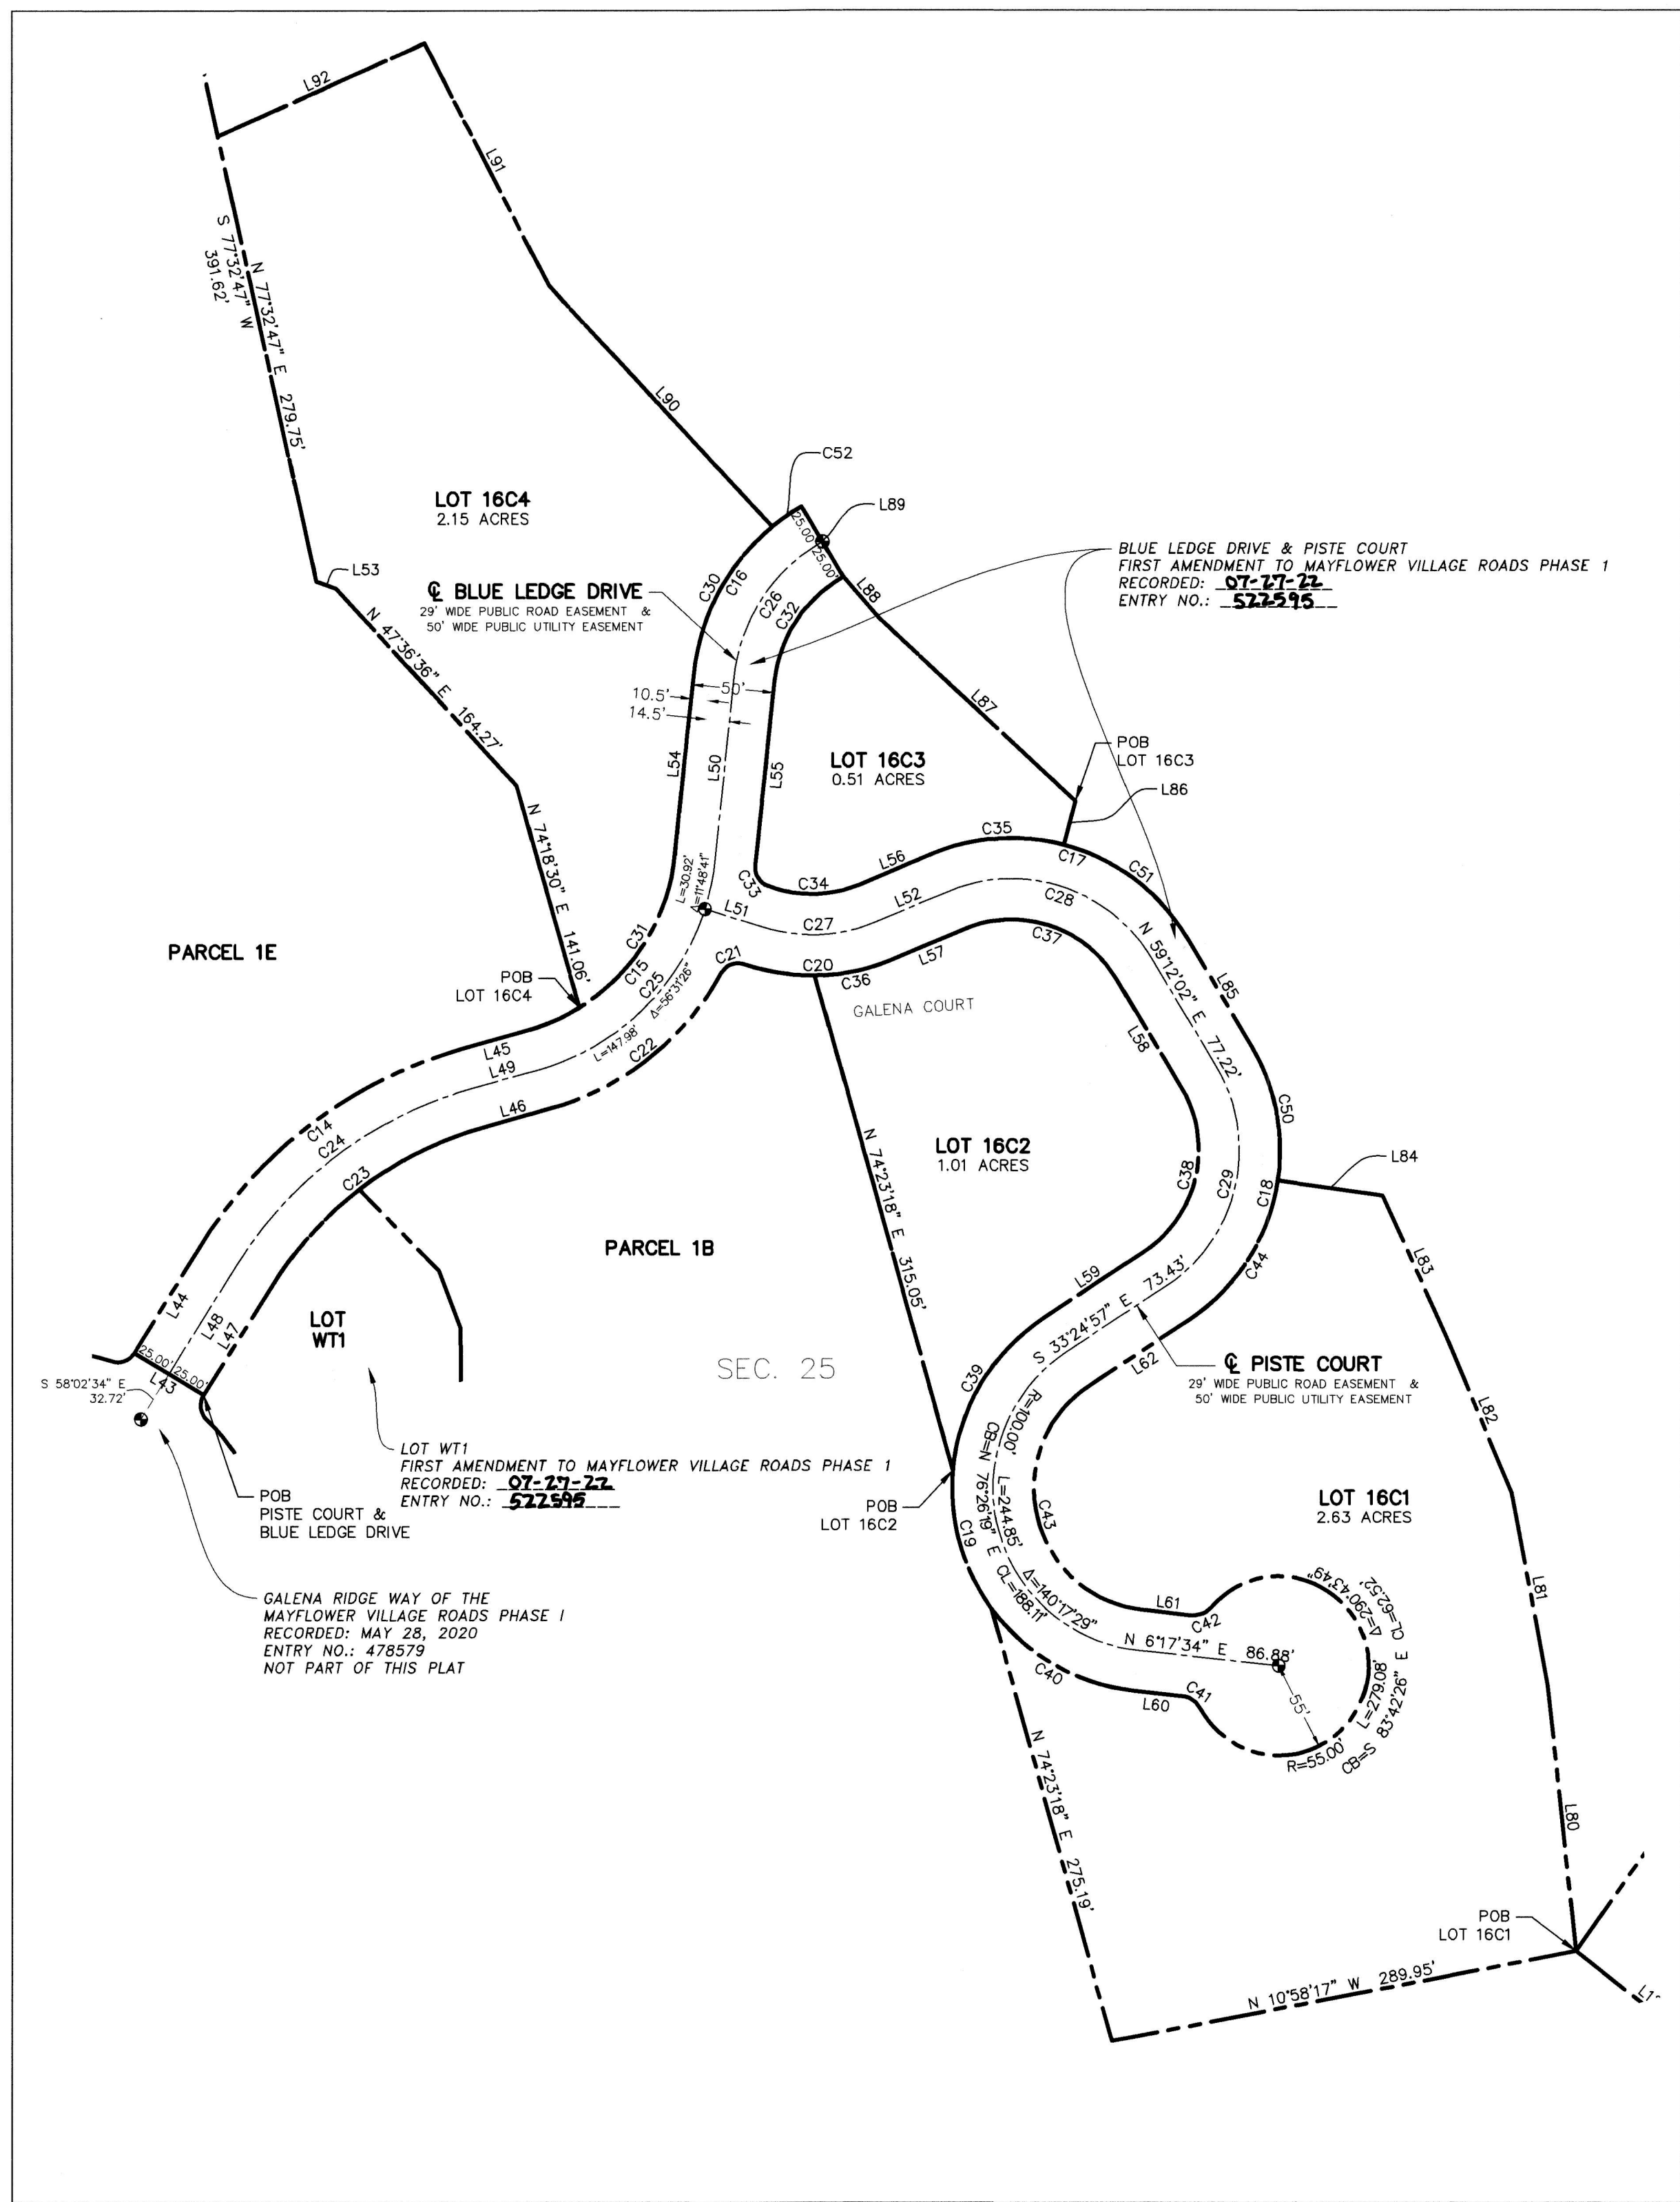 L92
L91
S 77°32'47" W
391.62'
N 77°32'47" E 279.75'
L90
C52
L89
25.00'
25.00'
LOT 16C4
2.15 ACRES
L53
BLUE LEDGE DRIVE & PISTE COURT
FIRST AMENDMENT TO MAYFLOWER VILLAGE ROADS PHASE 1
RECORDED: 07-27-22
ENTRY NO.: 522595
C30
C16
C26
C32
L88
℄ BLUE LEDGE DRIVE
29' WIDE PUBLIC ROAD EASEMENT &
50' WIDE PUBLIC UTILITY EASEMENT
N 47°36'36" E 164.27'
50'
10.5'
14.5'
L87
L54
L50
L55
LOT 16C3
0.51 ACRES
POB
LOT 16C3
L86
N 74°18'30" E 141.06'
L=30.92'
Δ=11°48'41"
C35
C17
C51
L56
C33
C34
L51
L52
C27
C28
PARCEL 1E
C31
C15
C25
C21
C20
C36
L57
C37
POB
LOT 16C4
L=147.98'
Δ=56°31'26"
C22
GALENA COURT
N 59°12'02" E 77.22'
L85
L58
L45
L49
L46
C14
C24
C23
C50
LOT 16C2
1.01 ACRES
C38
C29
C18
L84
N 74°23'18" E 315.05'
PARCEL 1B
L83
C44
L59
S 33°24'57" E 73.43'
L44
L48
L47
LOT
WT1
25.00'
25.00'
L43
S 58°02'34" E
32.72'
SEC. 25
L62
℄ PISTE COURT
29' WIDE PUBLIC ROAD EASEMENT &
50' WIDE PUBLIC UTILITY EASEMENT
C39
L82
R=100.00' L=244.85' Δ=140°17'29"
CB=N 76°26'19" E CL=188.11'
LOT WT1
FIRST AMENDMENT TO MAYFLOWER VILLAGE ROADS PHASE 1
RECORDED: 07-27-22
ENTRY NO.: 522595
POB
PISTE COURT &
BLUE LEDGE DRIVE
POB
LOT 16C2
C19
C43
LOT 16C1
2.63 ACRES
L81
GALENA RIDGE WAY OF THE
MAYFLOWER VILLAGE ROADS PHASE I
RECORDED: MAY 28, 2020
ENTRY NO.: 478579
NOT PART OF THIS PLAT
L61
C42
N 6°17'34" E 86.88'
C40
L60
C41
55'
R=55.00' L=279.08' Δ=290°43'49"
CB=S 83°42'26" E CL=62.52'
L80
N 74°23'18" E 275.19'
POB
LOT 16C1
N 10°58'17" W 289.95'